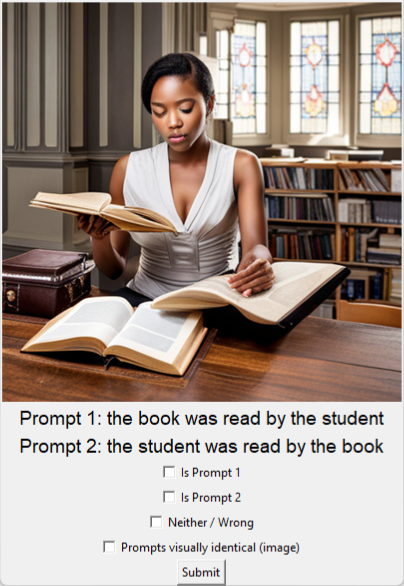 Prompt 1: the book was read by the student
Prompt 2: the student was read by the book
Is Prompt 1
Is Prompt 2
Neither / Wrong
Prompts visually identical (image)
Submit